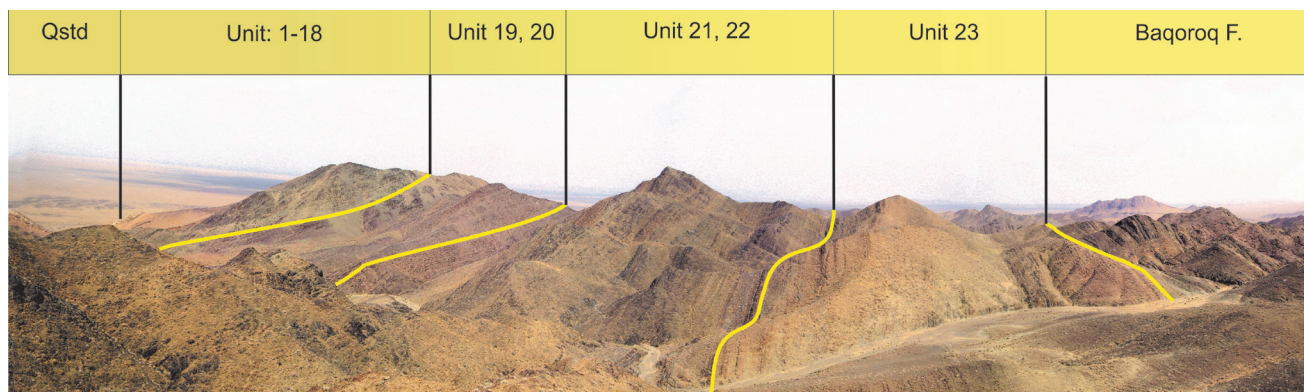 Qstd
Unit: 1-18
Unit 19, 20
Unit 21, 22
Unit 23
Baqoroq F.